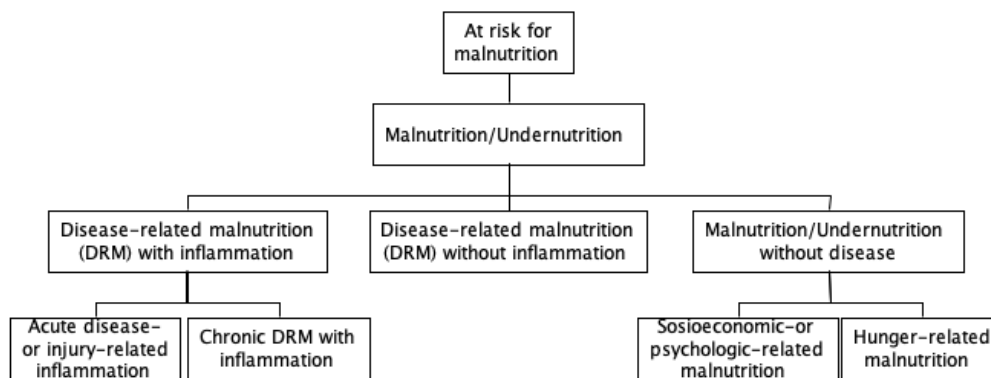 At risk for
malnutrition
Malnutrition/Undernutrition
Disease-related malnutrition
(DRM) with inflammation
Disease-related malnutrition
(DRM) without inflammation
Malnutrition/Undernutrition
without disease
Acute disease-
or injury-related
inflammation
Chronic DRM with
inflammation
Sosioeconomic-or
psychologic-related
malnutrition
Hunger-related
malnutrition